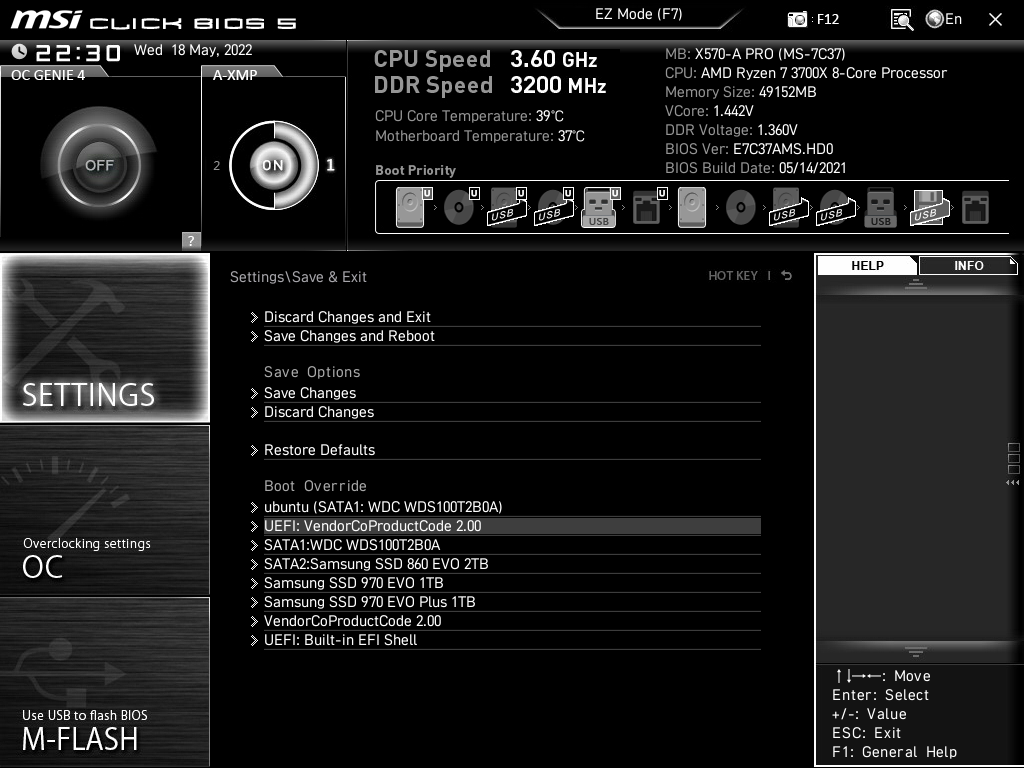 msi CLICK BIOS 5
EZ Mode (F7)
: F12
En
22:30 Wed 18 May, 2022
OC GENIE 4
OFF
?
A-XMP
2 ON 1
CPU Speed 3.60 GHz
DDR Speed 3200 MHz
CPU Core Temperature: 39°C
Motherboard Temperature: 37°C
MB: X570-A PRO (MS-7C37)
CPU: AMD Ryzen 7 3700X 8-Core Processor
Memory Size: 49152MB
VCore: 1.442V
DDR Voltage: 1.360V
BIOS Ver: E7C37AMS.HD0
BIOS Build Date: 05/14/2021
Boot Priority
U U U U U U
USB USB USB USB USB USB USB
SETTINGS
Overclocking settings
OC
Use USB to flash BIOS
M-FLASH
Settings\Save & Exit
HOT KEY |
> Discard Changes and Exit
> Save Changes and Reboot
Save Options
> Save Changes
> Discard Changes
> Restore Defaults
Boot Override
> ubuntu (SATA1: WDC WDS100T2B0A)
> UEFI: VendorCoProductCode 2.00
> SATA1:WDC WDS100T2B0A
> SATA2:Samsung SSD 860 EVO 2TB
> Samsung SSD 970 EVO 1TB
> Samsung SSD 970 EVO Plus 1TB
> VendorCoProductCode 2.00
> UEFI: Built-in EFI Shell
HELP
INFO
↑↓→←: Move
Enter: Select
+/-: Value
ESC: Exit
F1: General Help